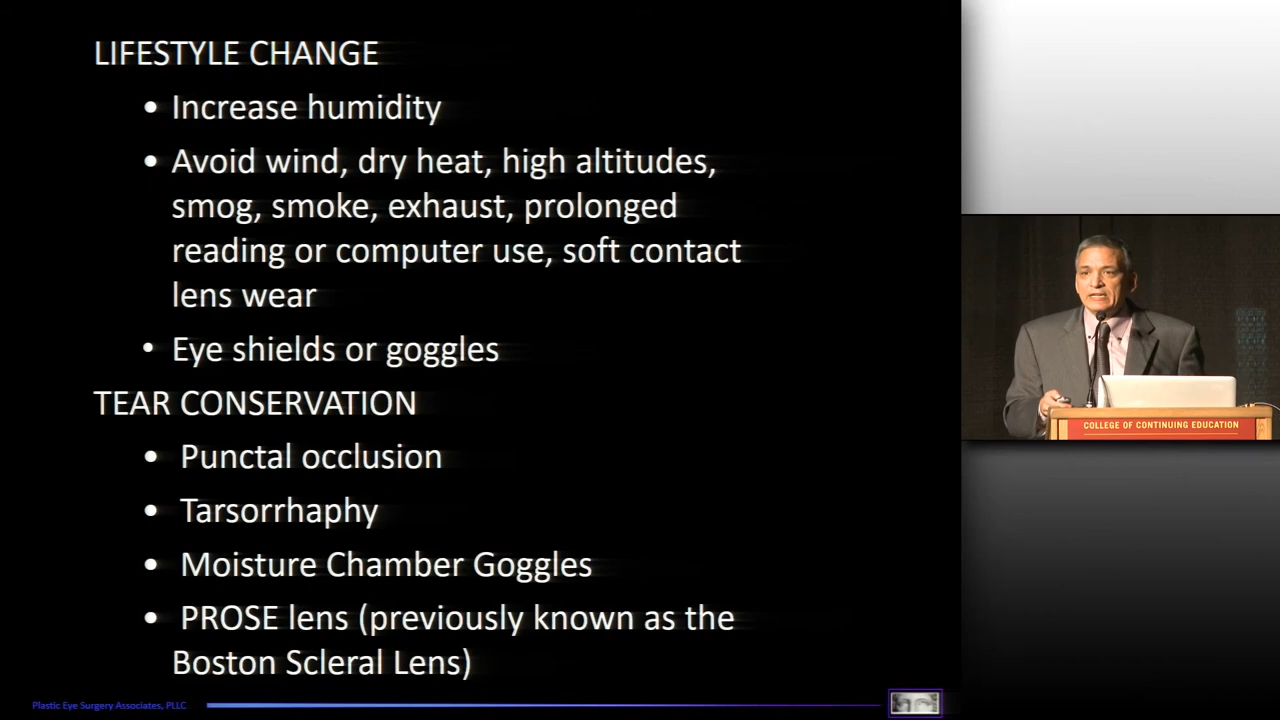 LIFESTYLE CHANGE
• Increase humidity
• Avoid wind, dry heat, high altitudes,
smog, smoke, exhaust, prolonged
reading or computer use, soft contact
lens wear
• Eye shields or goggles
TEAR CONSERVATION
• Punctal occlusion
• Tarsorrhaphy
• Moisture Chamber Goggles
• PROSE lens (previously known as the
Boston Scleral Lens)
Plastic Eye Surgery Associates, PLLC
COLLEGE OF CONTINUING EDUCATION